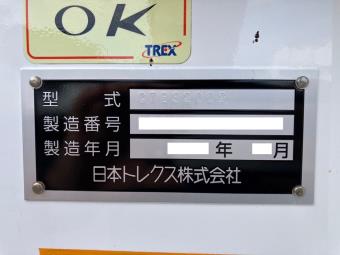 OK
TREX
型式
製造番号
製造年月 年 月
日本トレクス株式会社